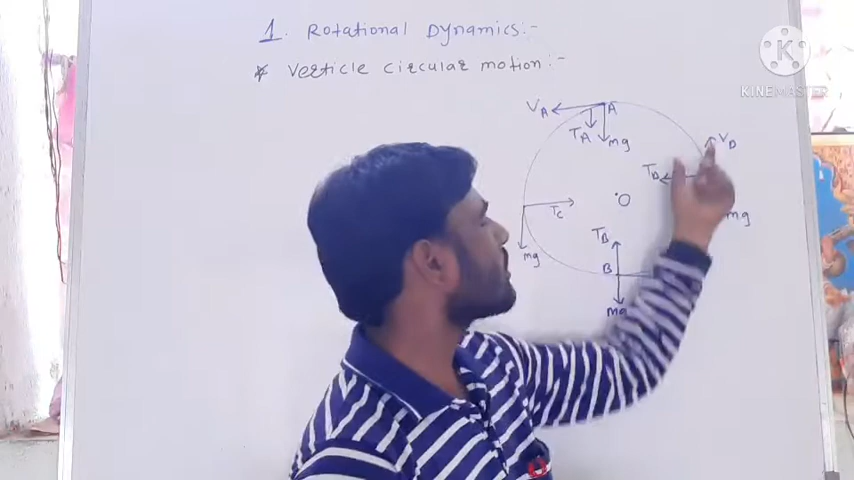 1. Rotational Dynamics:-
* Verticle circular motion:-
KINEMASTER
VA A
TA mg
VD
TD
O
TC
mg
TB
mg
B
mg